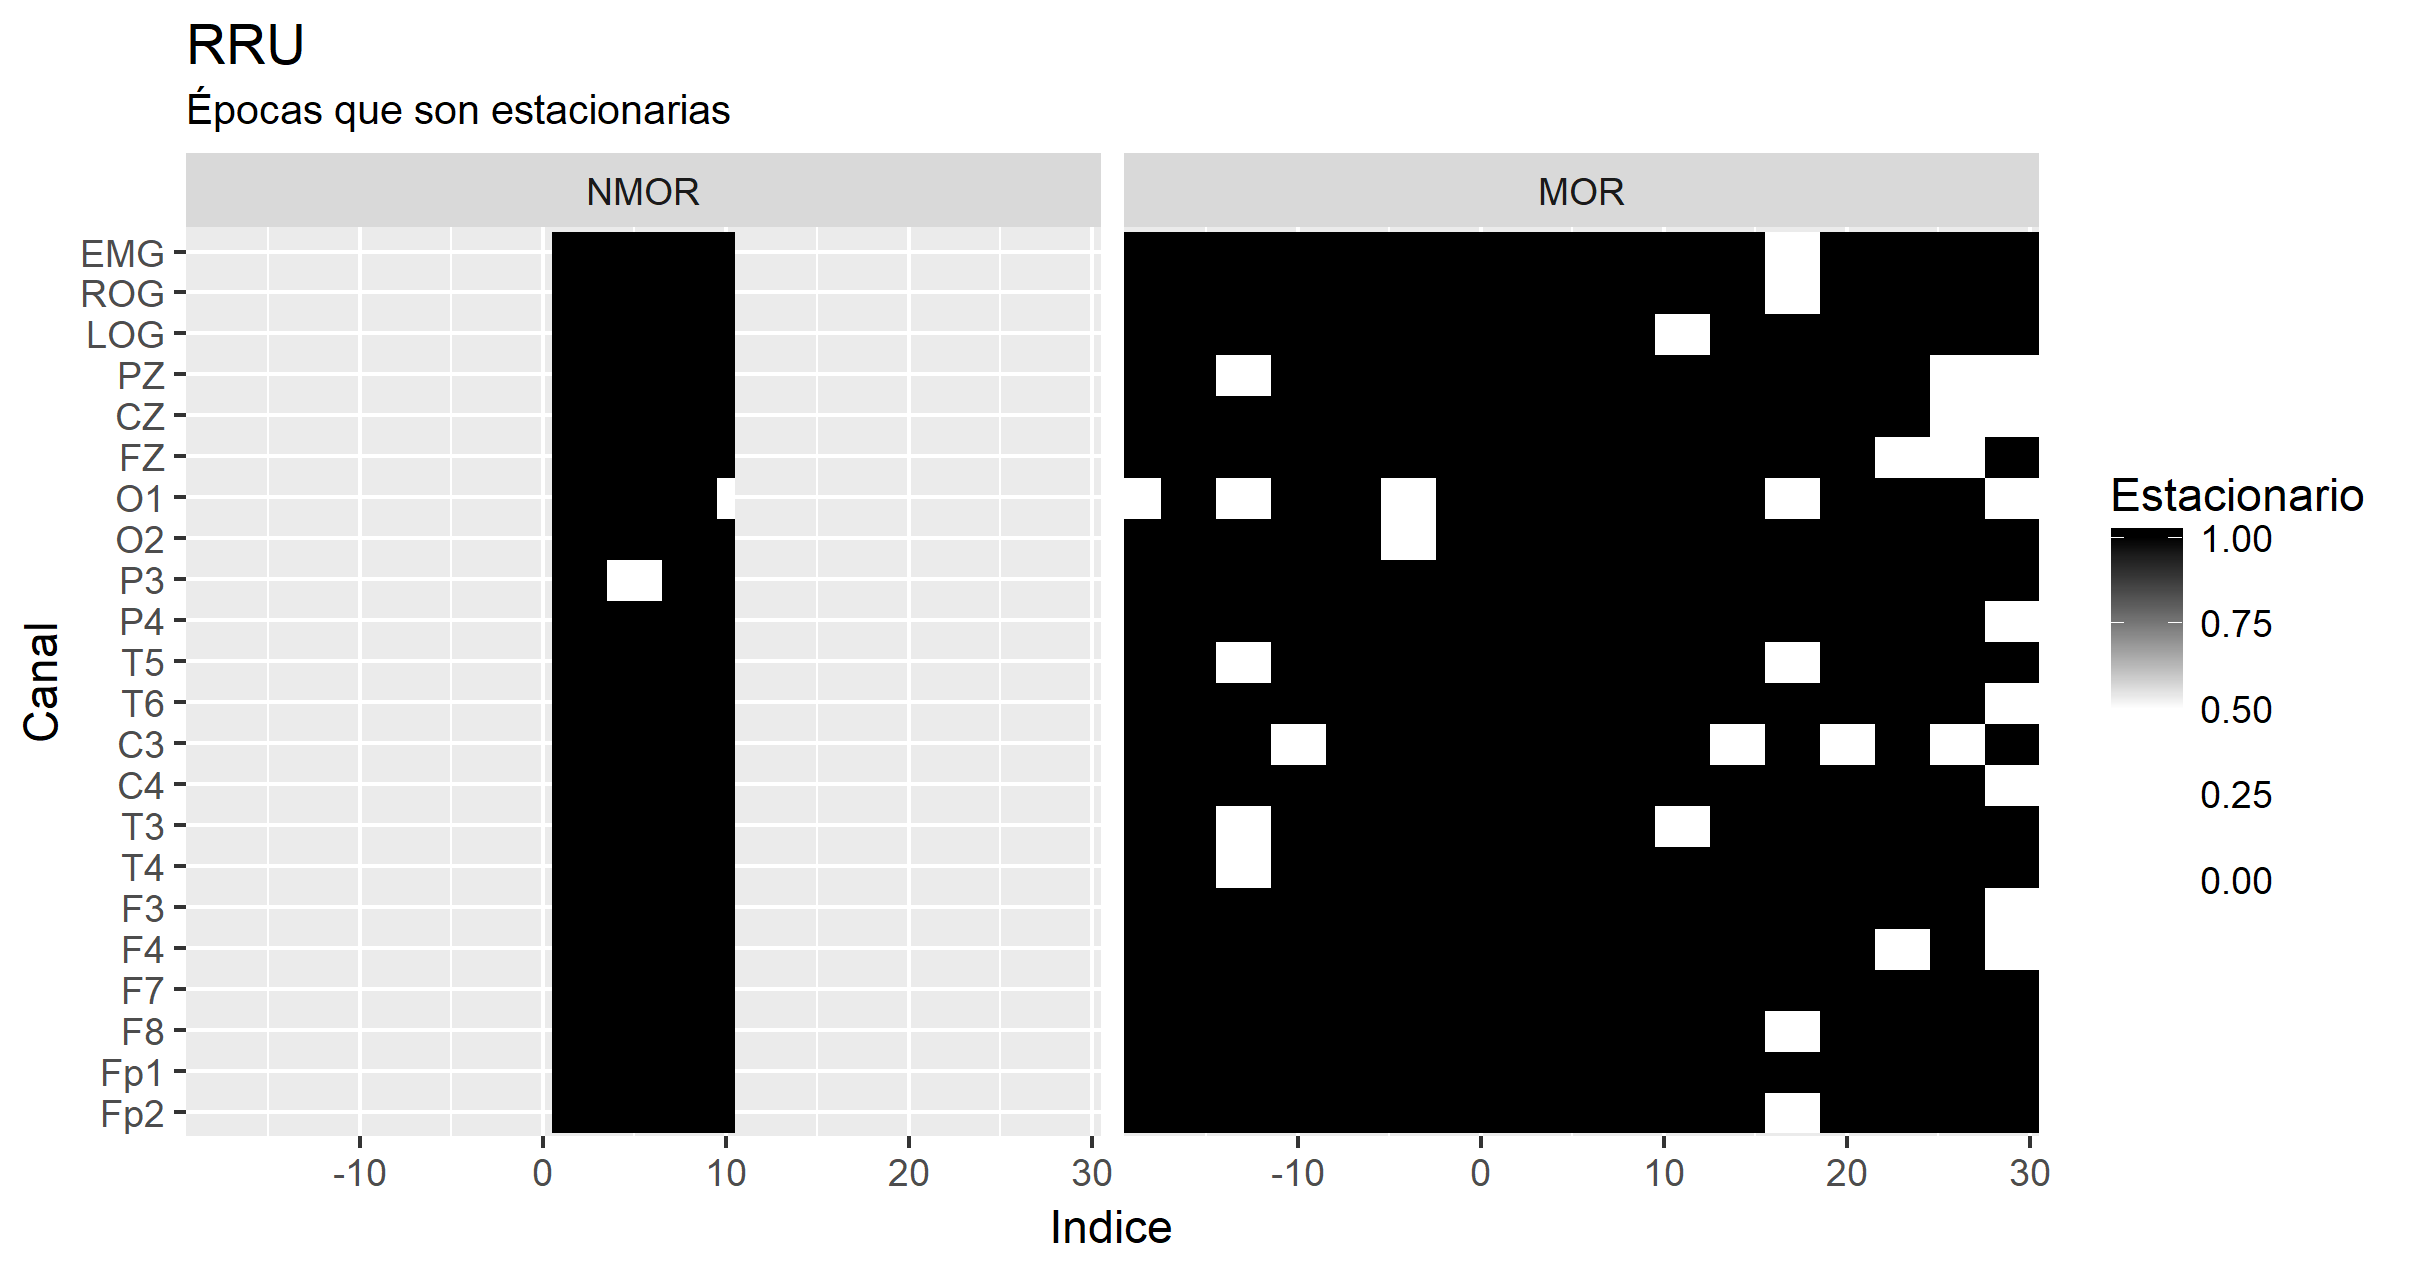 RRU
Épocas que son estacionarias
NMOR
MOR
EMG
ROG
LOG
PZ
CZ
FZ
O1
O2
P3
P4
T5
T6
C3
C4
T3
T4
F3
F4
F7
F8
Fp1
Fp2
Canal
-10 0 10 20 30
-10 0 10 20 30
Indice
Estacionario
1.00
0.75
0.50
0.25
0.00